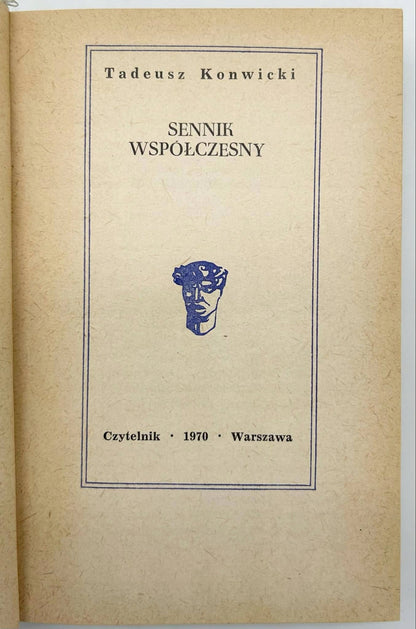 Tadeusz Konwicki
SENNIK
WSPÓŁCZESNY
Czytelnik · 1970 · Warszawa